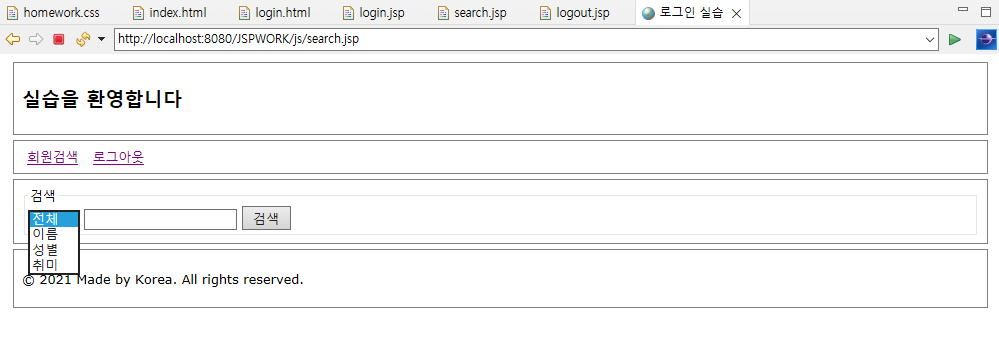 homework.css index.html login.html login.jsp search.jsp logout.jsp 로그인 실습
http://localhost:8080/JSPWORK/js/search.jsp
실습을 환영합니다
회원검색 로그아웃
검색
전체 검색
이름
성별
취미
© 2021 Made by Korea. All rights reserved.